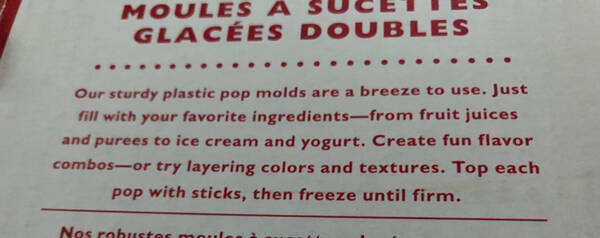 MOULES À SUCETTES
GLACÉES DOUBLES
Our sturdy plastic pop molds are a breeze to use. Just
fill with your favorite ingredients—from fruit juices
and purees to ice cream and yogurt. Create fun flavor
combos—or try layering colors and textures. Top each
pop with sticks, then freeze until firm.
Nos robustes moules à sucettes